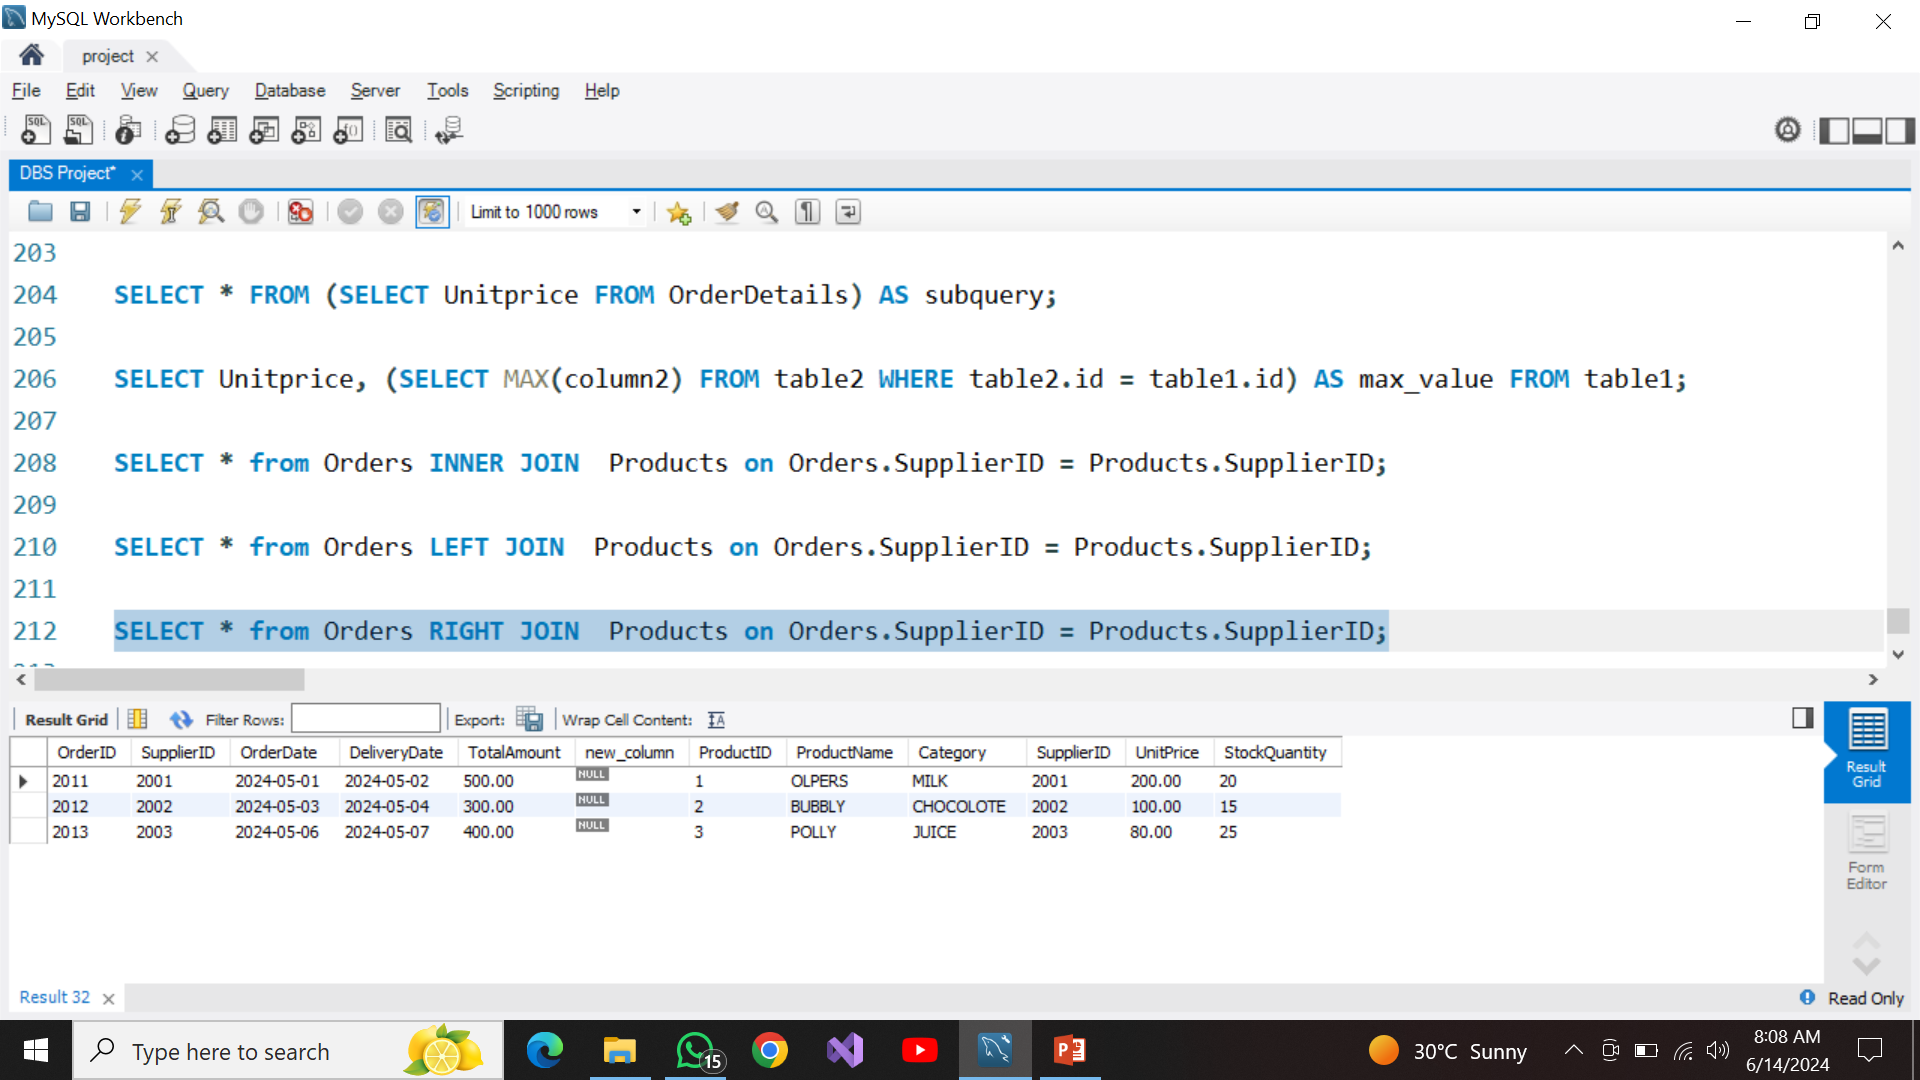 MySQL Workbench
project
File Edit View Query Database Server Tools Scripting Help
SQL SQL
DBS Project*
Limit to 1000 rows
203
204 SELECT * FROM (SELECT Unitprice FROM OrderDetails) AS subquery;
205
206 SELECT Unitprice, (SELECT MAX(column2) FROM table2 WHERE table2.id = table1.id) AS max_value FROM table1;
207
208 SELECT * from Orders INNER JOIN  Products on Orders.SupplierID = Products.SupplierID;
209
210 SELECT * from Orders LEFT JOIN  Products on Orders.SupplierID = Products.SupplierID;
211
212 SELECT * from Orders RIGHT JOIN  Products on Orders.SupplierID = Products.SupplierID;
Result Grid Filter Rows: Export: Wrap Cell Content:
OrderID SupplierID OrderDate DeliveryDate TotalAmount new_column ProductID ProductName Category SupplierID UnitPrice StockQuantity
2011 2001 2024-05-01 2024-05-02 500.00 NULL 1 OLPERS MILK 2001 200.00 20
2012 2002 2024-05-03 2024-05-04 300.00 NULL 2 BUBBLY CHOCOLOTE 2002 100.00 15
2013 2003 2024-05-06 2024-05-07 400.00 NULL 3 POLLY JUICE 2003 80.00 25
Result
Grid
Form
Editor
Result 32
Read Only
Type here to search
15
30°C Sunny
8:08 AM
6/14/2024